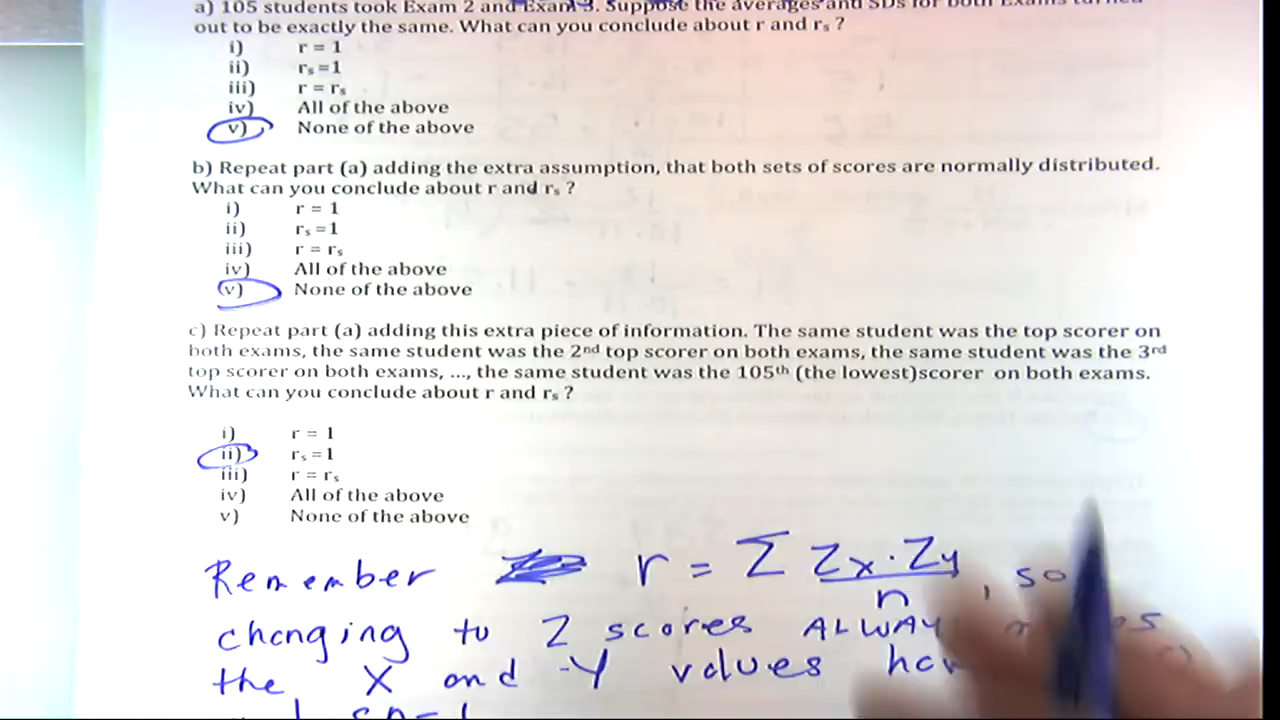 a) 105 students took Exam 2 and Exam 3. Suppose the averages and SDs for both Exams turned
out to be exactly the same. What can you conclude about r and rs ?
i) r = 1
ii) rs =1
iii) r = rs
iv) All of the above
v) None of the above
b) Repeat part (a) adding the extra assumption, that both sets of scores are normally distributed.
What can you conclude about r and rs ?
i) r = 1
ii) rs =1
iii) r = rs
iv) All of the above
v) None of the above
c) Repeat part (a) adding this extra piece of information. The same student was the top scorer on
both exams, the same student was the 2nd top scorer on both exams, the same student was the 3rd
top scorer on both exams, ..., the same student was the 105th (the lowest)scorer on both exams.
What can you conclude about r and rs ?
i) r = 1
ii) rs =1
iii) r = rs
iv) All of the above
v) None of the above
Remember r = Σ Zx · Zy / n , so
changing to Z scores ALWAY
the X and Y values